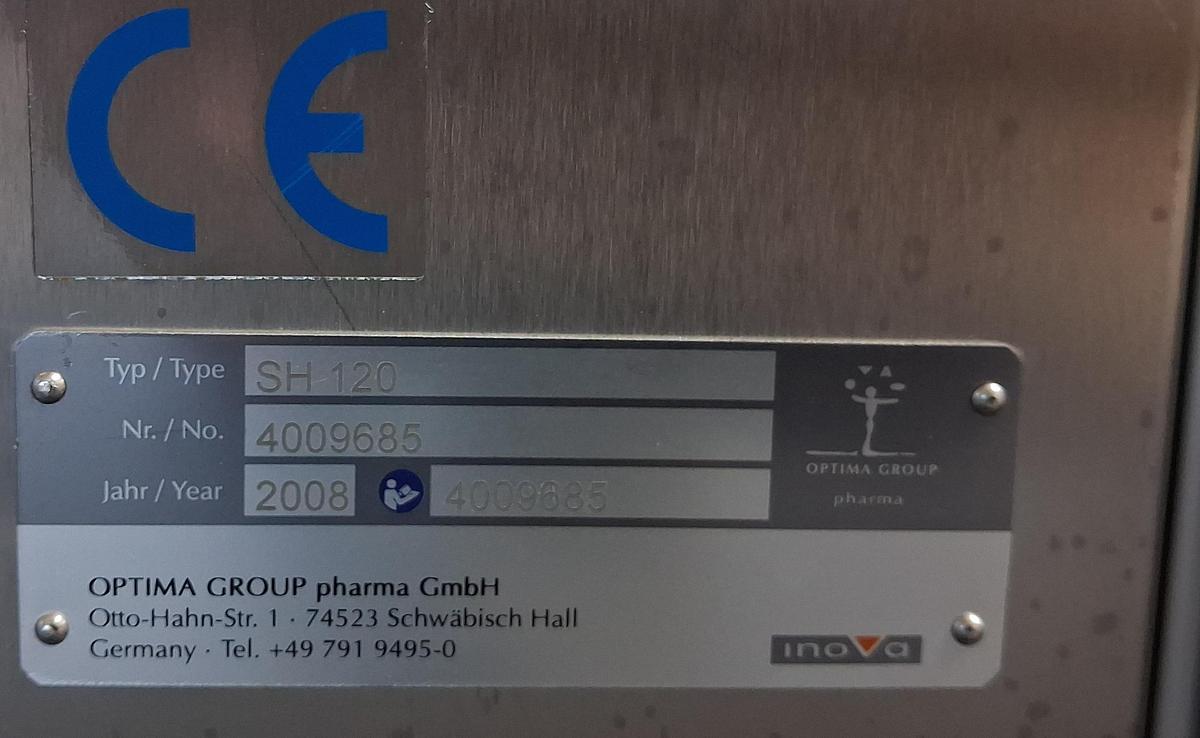 CE
Typ / Type SH 120
Nr. / No. 4009685
Jahr / Year 2008 4009685
OPTIMA GROUP
pharma
OPTIMA GROUP pharma GmbH
Otto-Hahn-Str. 1 · 74523 Schwäbisch Hall
Germany · Tel. +49 791 9495-0
inoVa